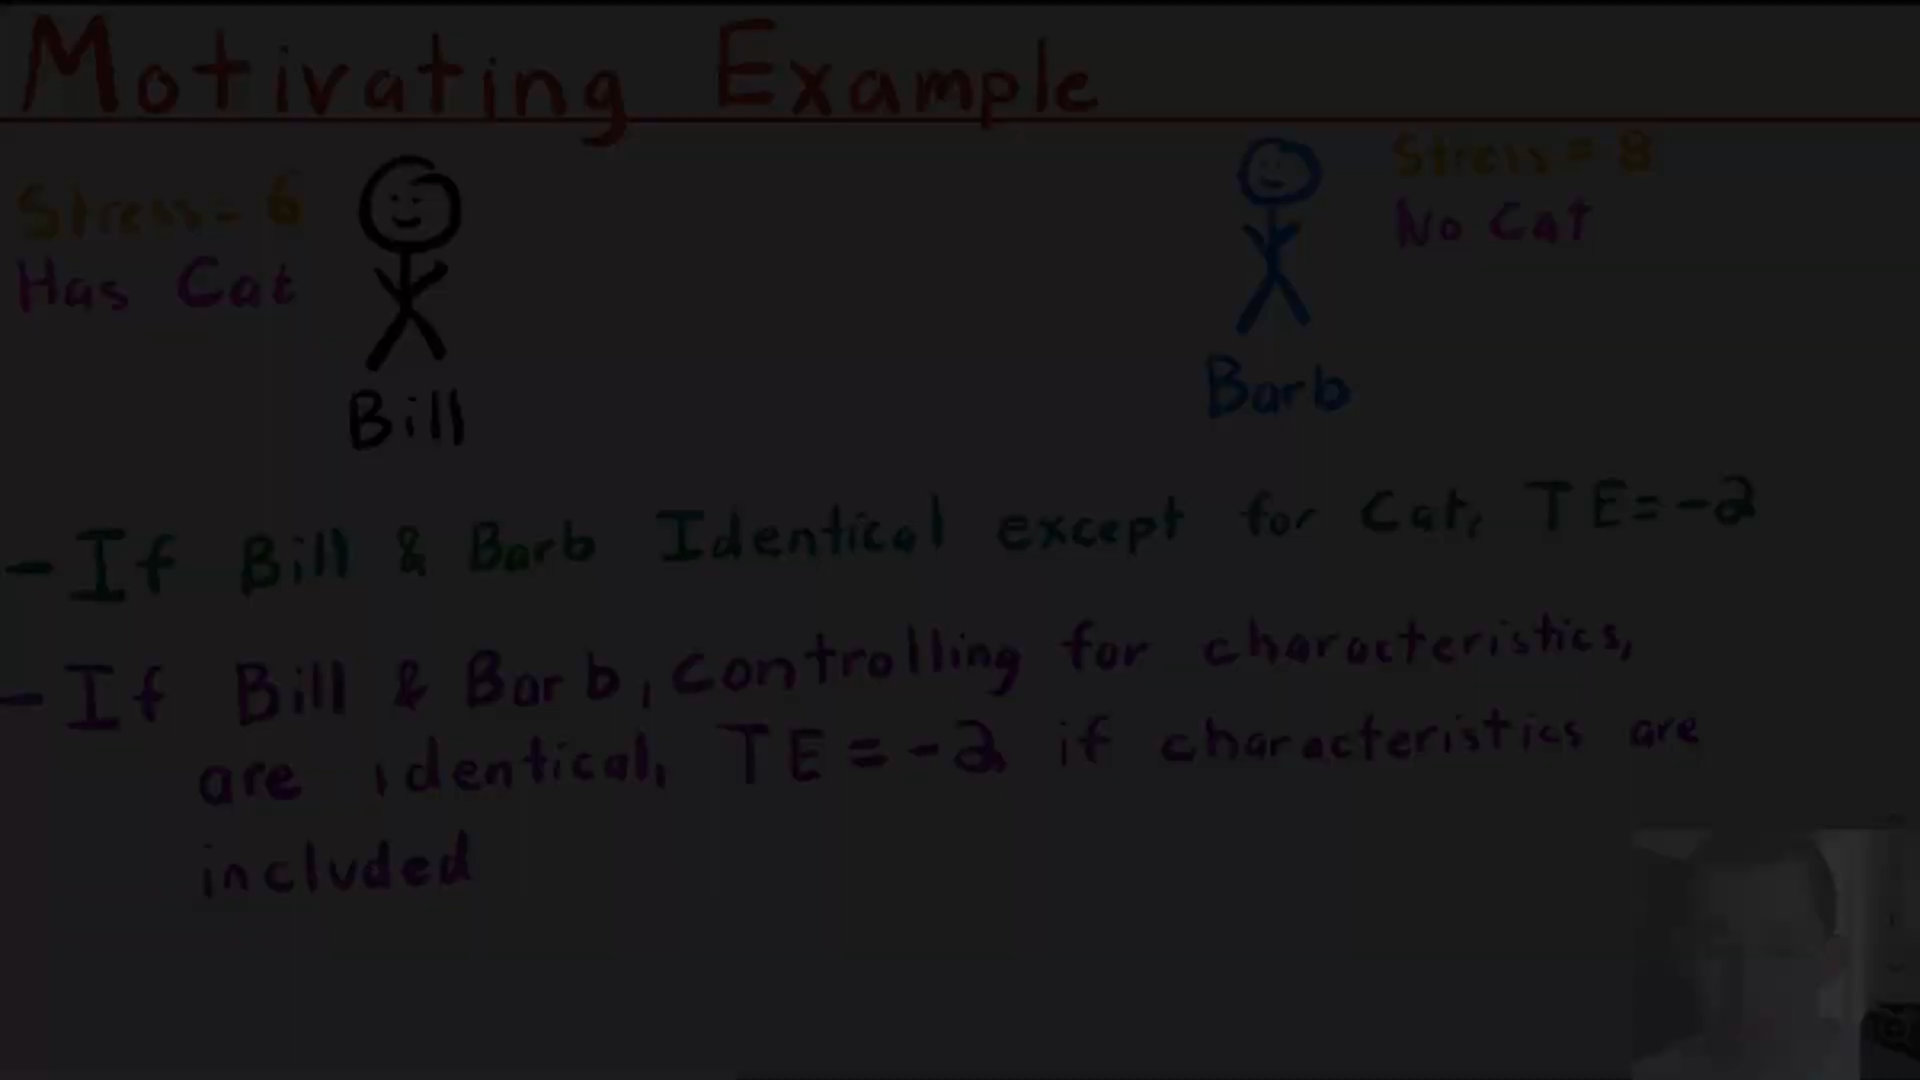 Motivating Example
Stress = 6
Has Cat
Bill
Stress = 8
No Cat
Barb
- If Bill & Barb Identical except for Cat, TE = -2
- If Bill & Barb, controlling for characteristics,
are identical, TE = -2 if characteristics are
included